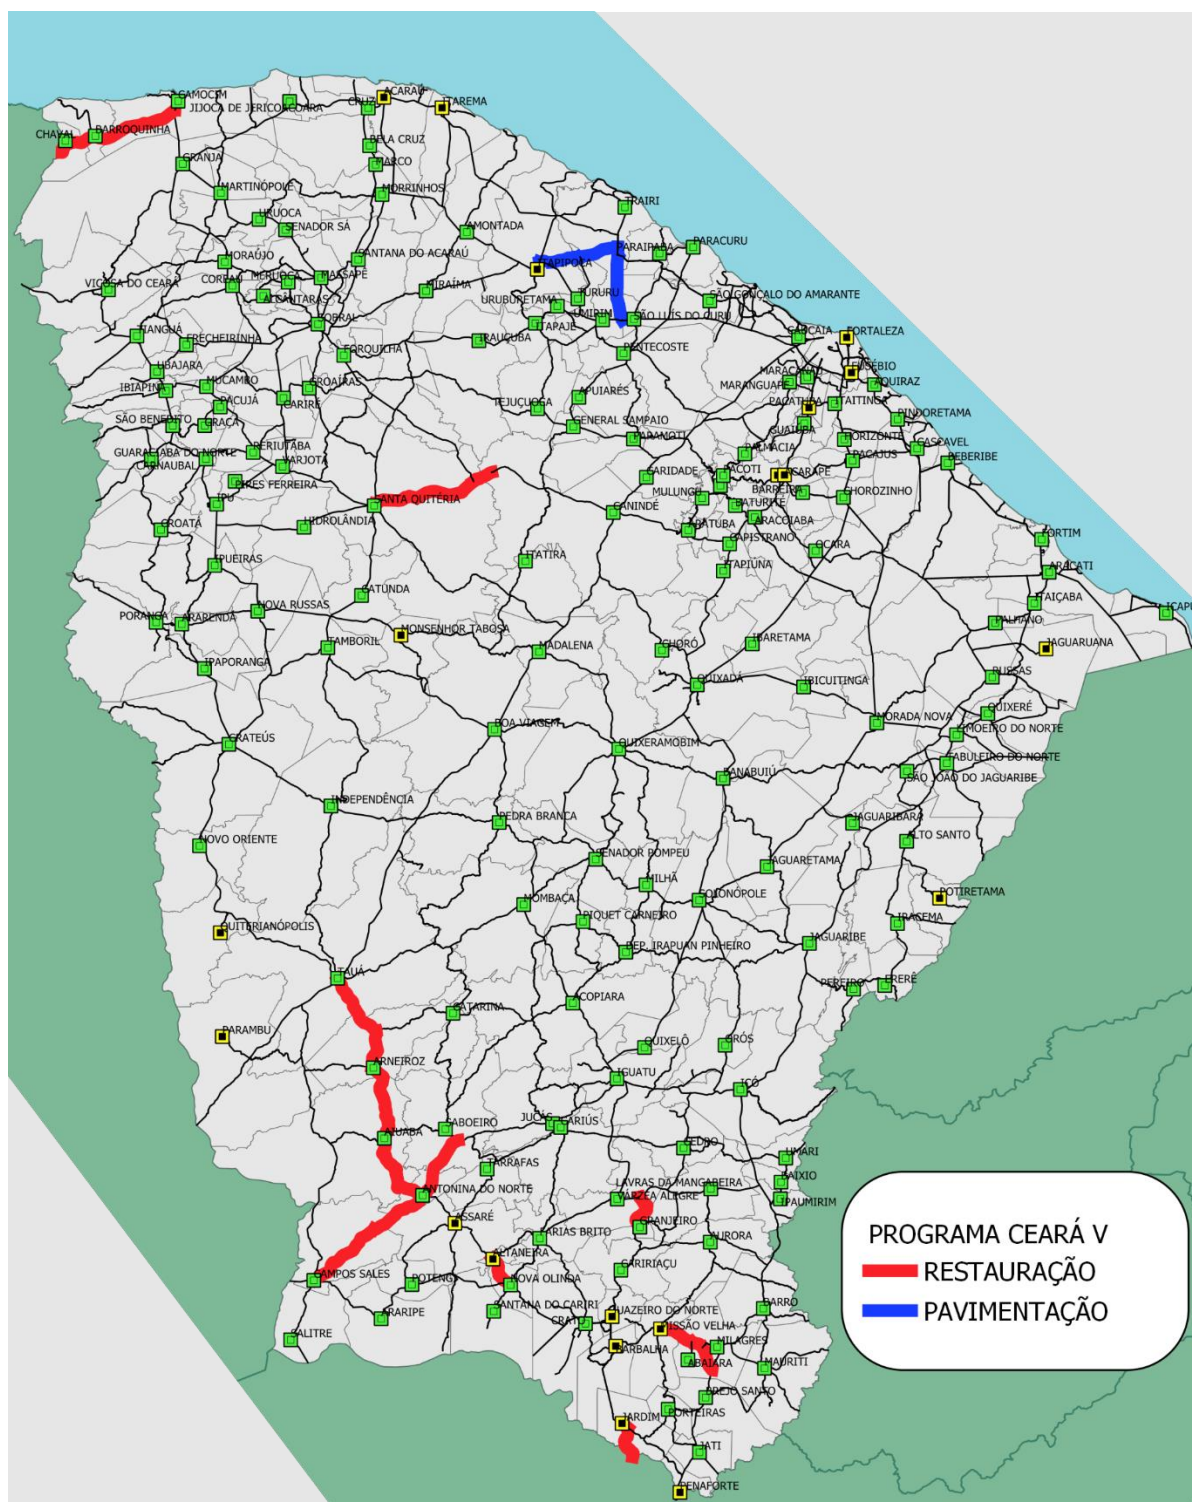 CAMOCIM
ACARAÚ
JIJOCA DE JERICOACOARA
CRUZ
ITAREMA
CHAVAL
BARROQUINHA
BELA CRUZ
GRANJA
MARCO
MARTINÓPOLE
MORRINHOS
TRAIRI
URUOCA
SENADOR SÁ
AMONTADA
PARAIPABA
PARACURU
MORAÚJO
SANTANA DO ACARAÚ
ITAPIPOCA
COREAÚ
MERUOCA
MASSAPÊ
VIÇOSA DO CEARÁ
MIRAÍMA
ALCÂNTARAS
TURURU
URUBURETAMA
SÃO GONÇALO DO AMARANTE
SOBRAL
ITAPAJÉ
UMIRIM
SÃO LUÍS DO CURU
TIANGUÁ
FRECHEIRINHA
IRAUÇUBA
CAUCAIA
FORTALEZA
FORQUILHA
PENTECOSTE
UBAJARA
MARACANAÚ
EUSÉBIO
IBIAPINA
MUCAMBO
GROAÍRAS
MARANGUAPE
AQUIRAZ
PACUJÁ
CARIRÉ
TEJUÇUOCA
APUIARÉS
PACATUBA
ITAITINGA
SÃO BENEDITO
GRAÇA
GENERAL SAMPAIO
GUAIÚBA
PINDORETAMA
PARAMOTI
HORIZONTE
CASCAVEL
GUARACIABA DO NORTE
RERIUTABA
PALMÁCIA
CARNAUBAL
VARJOTA
PACAJUS
BEBERIBE
PIRES FERREIRA
CARIDADE
PACOTI
ACARAPE
IPU
SANTA QUITÉRIA
MULUNGU
BARREIRA
CHOROZINHO
CROATÁ
HIDROLÂNDIA
CANINDÉ
BATURITÉ
ARATUBA
ARACOIABA
FORTIM
CAPISTRANO
OCARA
IPUEIRAS
ITATIRA
ITAPIÚNA
ARACATI
CATUNDA
ITAIÇABA
PORANGA
ARARENDÁ
NOVA RUSSAS
ICAPUÍ
PALHANO
MONSENHOR TABOSA
TAMBORIL
MADALENA
CHORÓ
IBARETAMA
JAGUARUANA
IPAPORANGA
QUIXADÁ
IBICUITINGA
RUSSAS
QUIXERÉ
BOA VIAGEM
MORADA NOVA
LIMOEIRO DO NORTE
CRATEÚS
QUIXERAMOBIM
TABULEIRO DO NORTE
BANABUIÚ
SÃO JOÃO DO JAGUARIBE
INDEPENDÊNCIA
PEDRA BRANCA
JAGUARIBARA
NOVO ORIENTE
ALTO SANTO
SENADOR POMPEU
JAGUARETAMA
MILHÃ
SOLONÓPOLE
POTIRETAMA
MOMBAÇA
PIQUET CARNEIRO
IRACEMA
QUITERIANÓPOLIS
DEP. IRAPUAN PINHEIRO
JAGUARIBE
TAUÁ
PEREIRO
ERERÊ
CATARINA
ACOPIARA
PARAMBU
QUIXELÔ
ORÓS
ARNEIROZ
IGUATU
ICÓ
SABOEIRO
JUCÁS
CARIÚS
AIUABA
CEDRO
UMARI
TARRAFAS
BAIXIO
ANTONINA DO NORTE
LAVRAS DA MANGABEIRA
VÁRZEA ALEGRE
IPAUMIRIM
ASSARÉ
GRANJEIRO
PROGRAMA CEARÁ V
FARIAS BRITO
AURORA
ALTANEIRA
RESTAURAÇÃO
CAMPOS SALES
POTENGI
NOVA OLINDA
CARIRIAÇU
PAVIMENTAÇÃO
SANTANA DO CARIRI
JUAZEIRO DO NORTE
BARRO
ARARIPE
CRATO
MISSÃO VELHA
SALITRE
BARBALHA
MILAGRES
ABAIARA
MAURITI
BREJO SANTO
JARDIM
PORTEIRAS
JATI
PENAFORTE